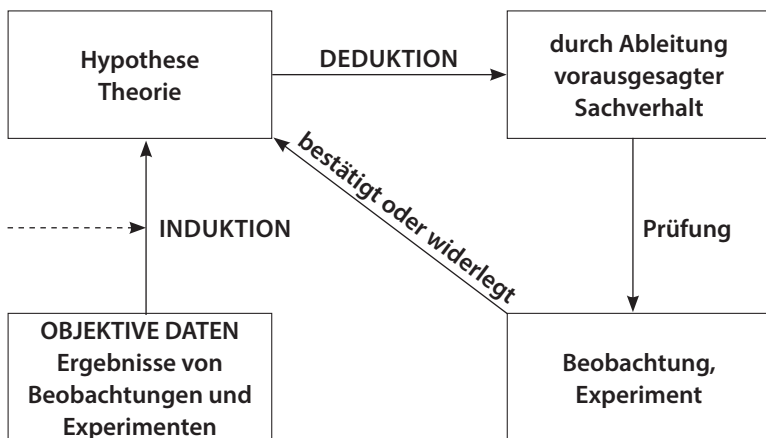 Hypothese
Theorie
DEDUKTION
durch Ableitung
vorausgesagter
Sachverhalt
bestätigt oder widerlegt
INDUKTION
Prüfung
OBJEKTIVE DATEN
Ergebnisse von
Beobachtungen und
Experimenten
Beobachtung,
Experiment